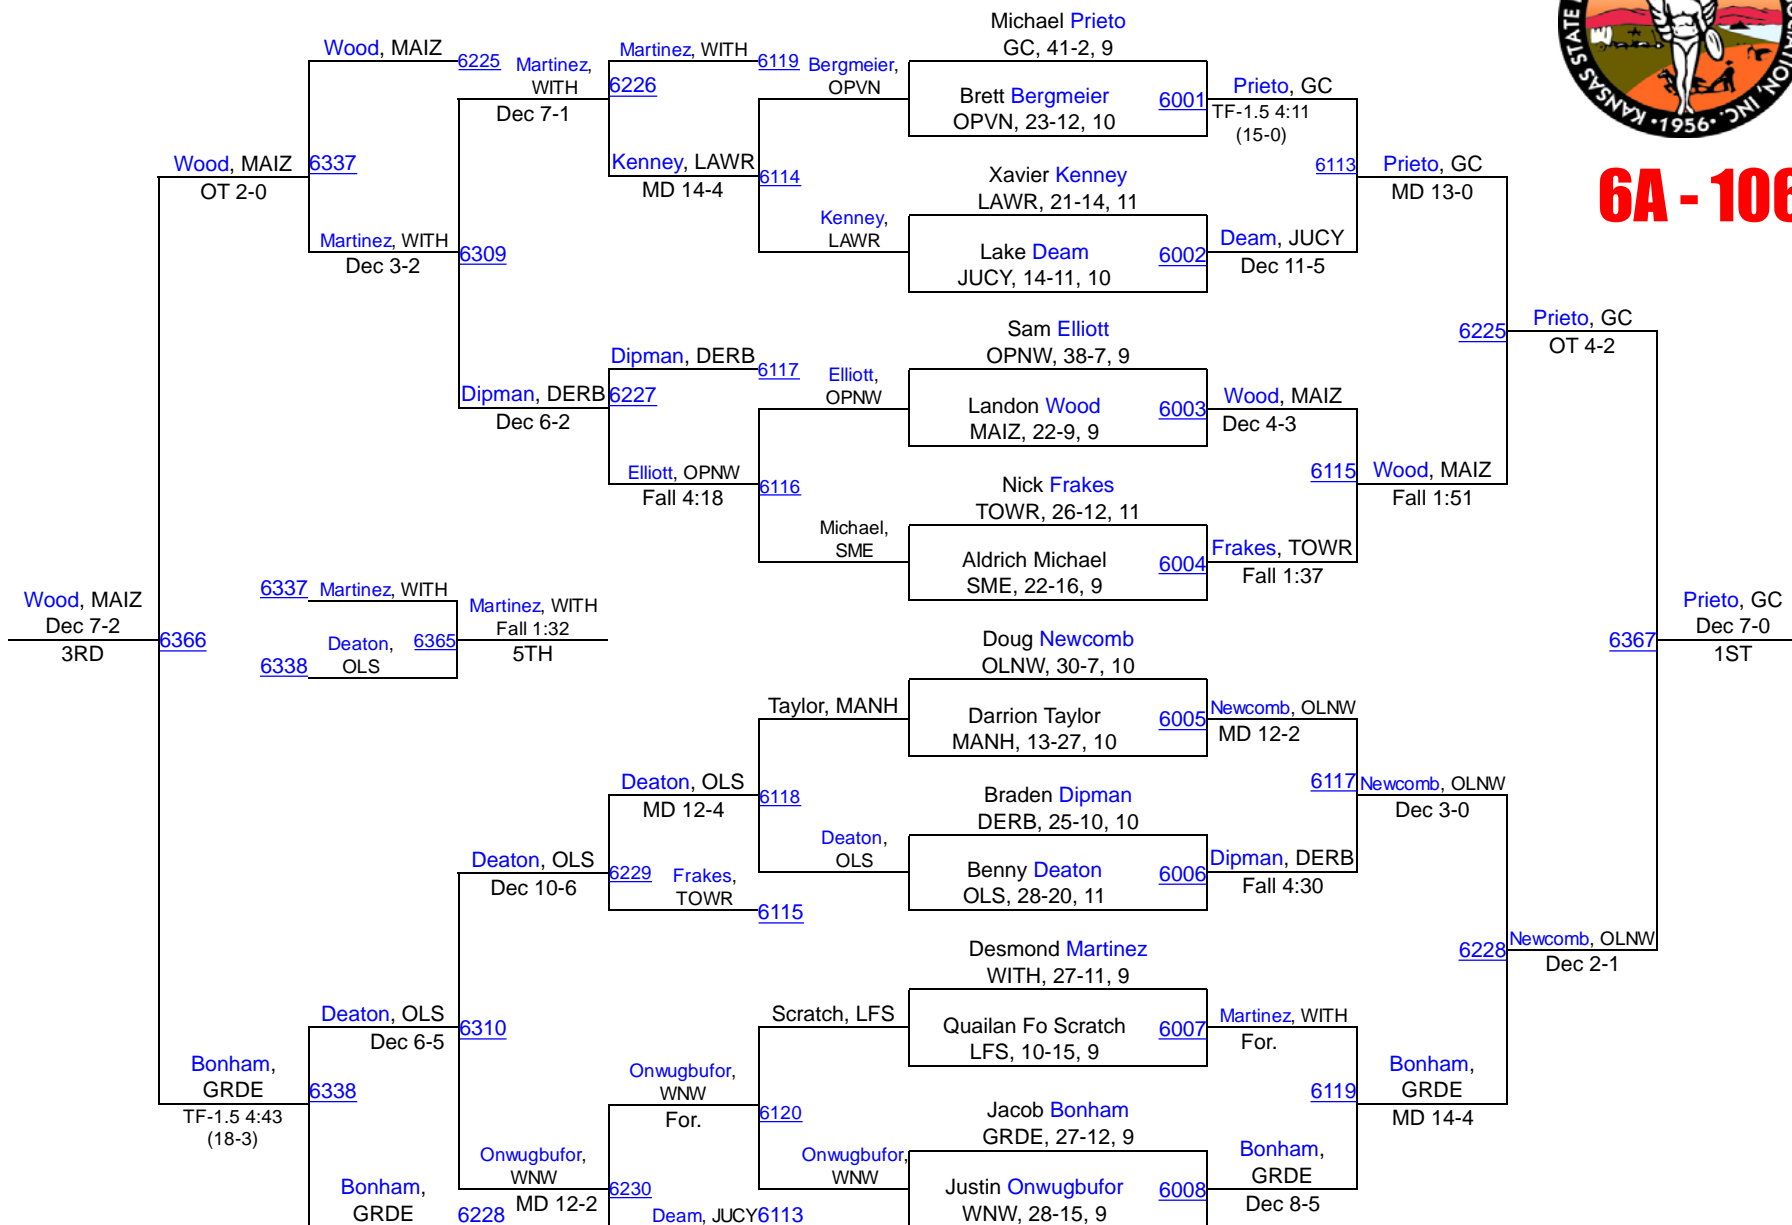 Michael Prieto
GC, 41-2, 9
Brett Bergmeier
OPVN, 23-12, 10
6001
Xavier Kenney
LAWR, 21-14, 11
Lake Deam
JUCY, 14-11, 10
6002
Sam Elliott
OPNW, 38-7, 9
Landon Wood
MAIZ, 22-9, 9
6003
Nick Frakes
TOWR, 26-12, 11
Aldrich Michael
SME, 22-16, 9
6004
Doug Newcomb
OLNW, 30-7, 10
Darrion Taylor
MANH, 13-27, 10
6005
Braden Dipman
DERB, 25-10, 10
Benny Deaton
OLS, 28-20, 11
6006
Desmond Martinez
WITH, 27-11, 9
Quailan Fo Scratch
LFS, 10-15, 9
6007
Jacob Bonham
GRDE, 27-12, 9
Justin Onwugbufor
WNW, 28-15, 9
6008
Prieto, GC
TF-1.5 4:11
(15-0)
6113
Deam, JUCY
Dec 11-5
Wood, MAIZ
Dec 4-3
6115
Frakes, TOWR
Fall 1:37
Newcomb, OLNW
MD 12-2
6117
Dipman, DERB
Fall 4:30
Martinez, WITH
For.
6119
Bonham,
GRDE
Dec 8-5
Prieto, GC
MD 13-0
6225
Wood, MAIZ
Fall 1:51
Newcomb, OLNW
Dec 3-0
6228
Bonham,
GRDE
MD 14-4
Prieto, GC
OT 4-2
6367
Newcomb, OLNW
Dec 2-1
Prieto, GC
Dec 7-0
1ST
KANSAS STATE
ATION, INC.
•1956•
6A - 106
Bergmeier,
OPVN
6114
Kenney,
LAWR
Elliott,
OPNW
6116
Michael,
SME
Taylor, MANH
6118
Deaton,
OLS
Scratch, LFS
6120
Onwugbufor,
WNW
Martinez, WITH
6119
6226
Kenney, LAWR
MD 14-4
Dipman, DERB
6117
6227
Elliott, OPNW
Fall 4:18
Deaton, OLS
MD 12-4
6229
Frakes,
TOWR
6115
Onwugbufor,
WNW
For.
6230
Deam, JUCY
6113
Martinez,
WITH
Dec 7-1
6309
Dipman, DERB
Dec 6-2
Deaton, OLS
Dec 10-6
6310
Onwugbufor,
WNW
MD 12-2
Wood, MAIZ
6225
6337
Martinez, WITH
Dec 3-2
Deaton, OLS
Dec 6-5
6338
Bonham,
GRDE
6228
Wood, MAIZ
OT 2-0
6366
Bonham,
GRDE
TF-1.5 4:43
(18-3)
Wood, MAIZ
Dec 7-2
3RD
6337
Martinez, WITH
6338
Deaton,
OLS
6365
Martinez, WITH
Fall 1:32
5TH